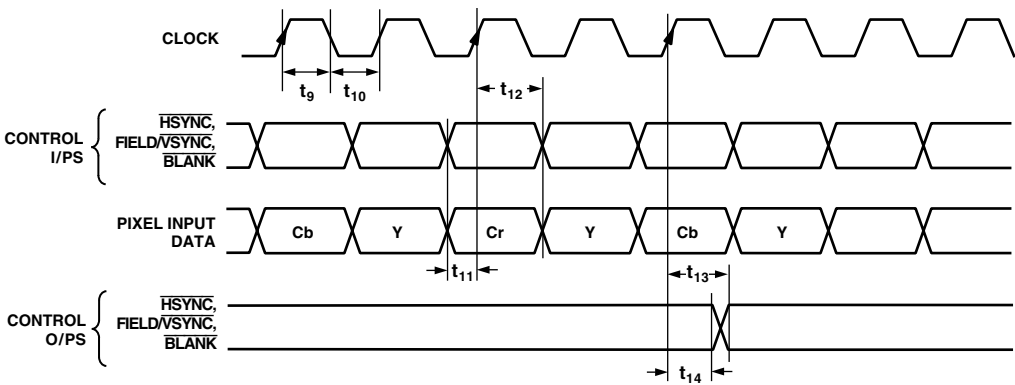 CLOCK
t9
t10
t12
CONTROL
I/PS
HSYNC,
FIELD/VSYNC,
BLANK
PIXEL INPUT
DATA
Cb
Y
Cr
Y
Cb
Y
t11
t13
CONTROL
O/PS
HSYNC,
FIELD/VSYNC,
BLANK
t14